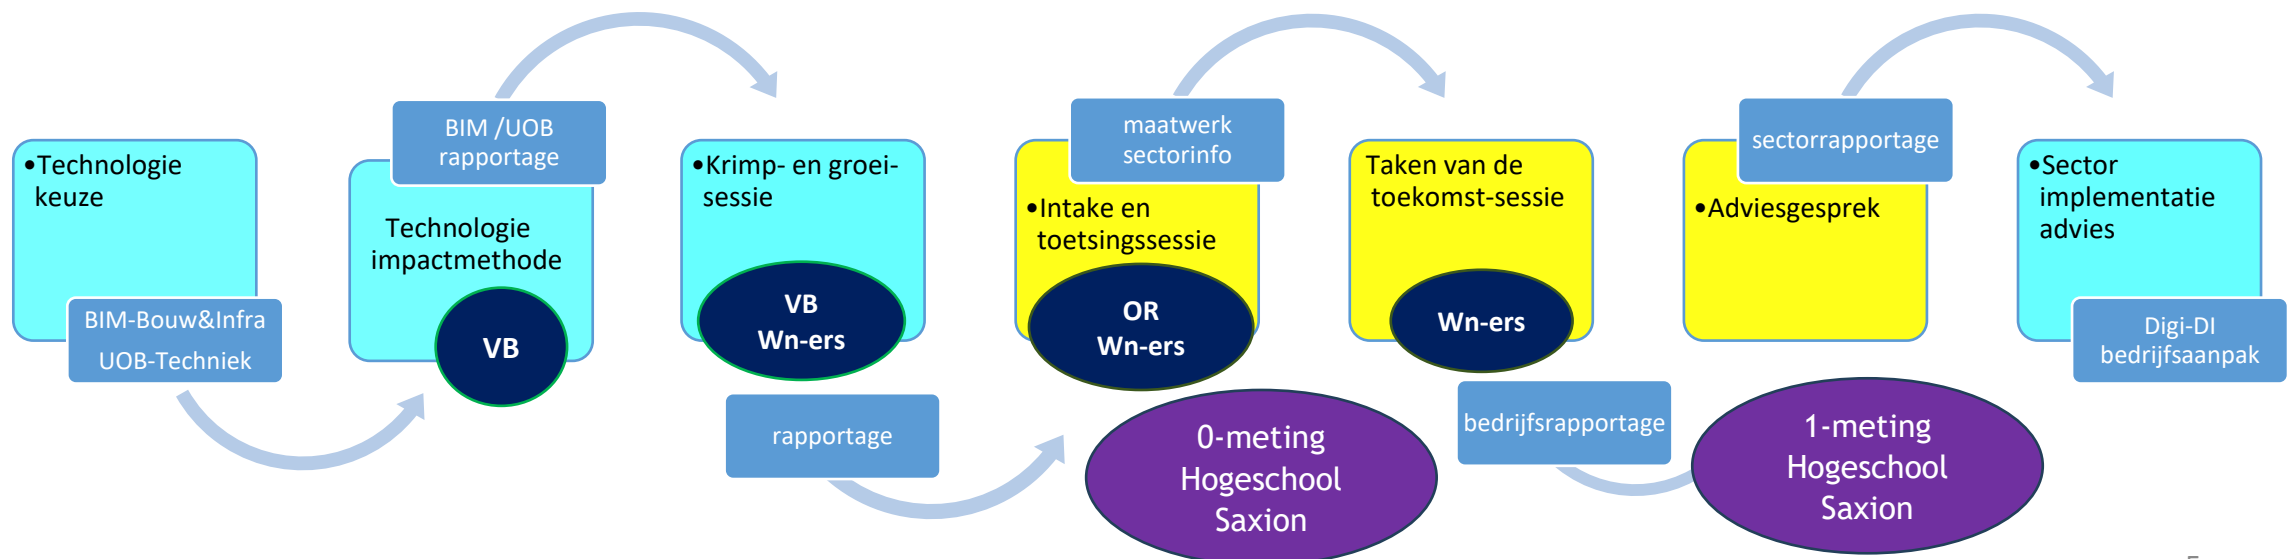 •Technologie
keuze
BIM-Bouw&Infra
UOB-Techniek
BIM /UOB
rapportage
Technologie
impactmethode
VB
•Krimp- en groei-
sessie
VB
Wn-ers
rapportage
maatwerk
sectorinfo
•Intake en
toetsingssessie
OR
Wn-ers
0-meting
Hogeschool
Saxion
Taken van de
toekomst-sessie
Wn-ers
bedrijfsrapportage
sectorrapportage
•Adviesgesprek
1-meting
Hogeschool
Saxion
•Sector
implementatie
advies
Digi-DI
bedrijfsaanpak